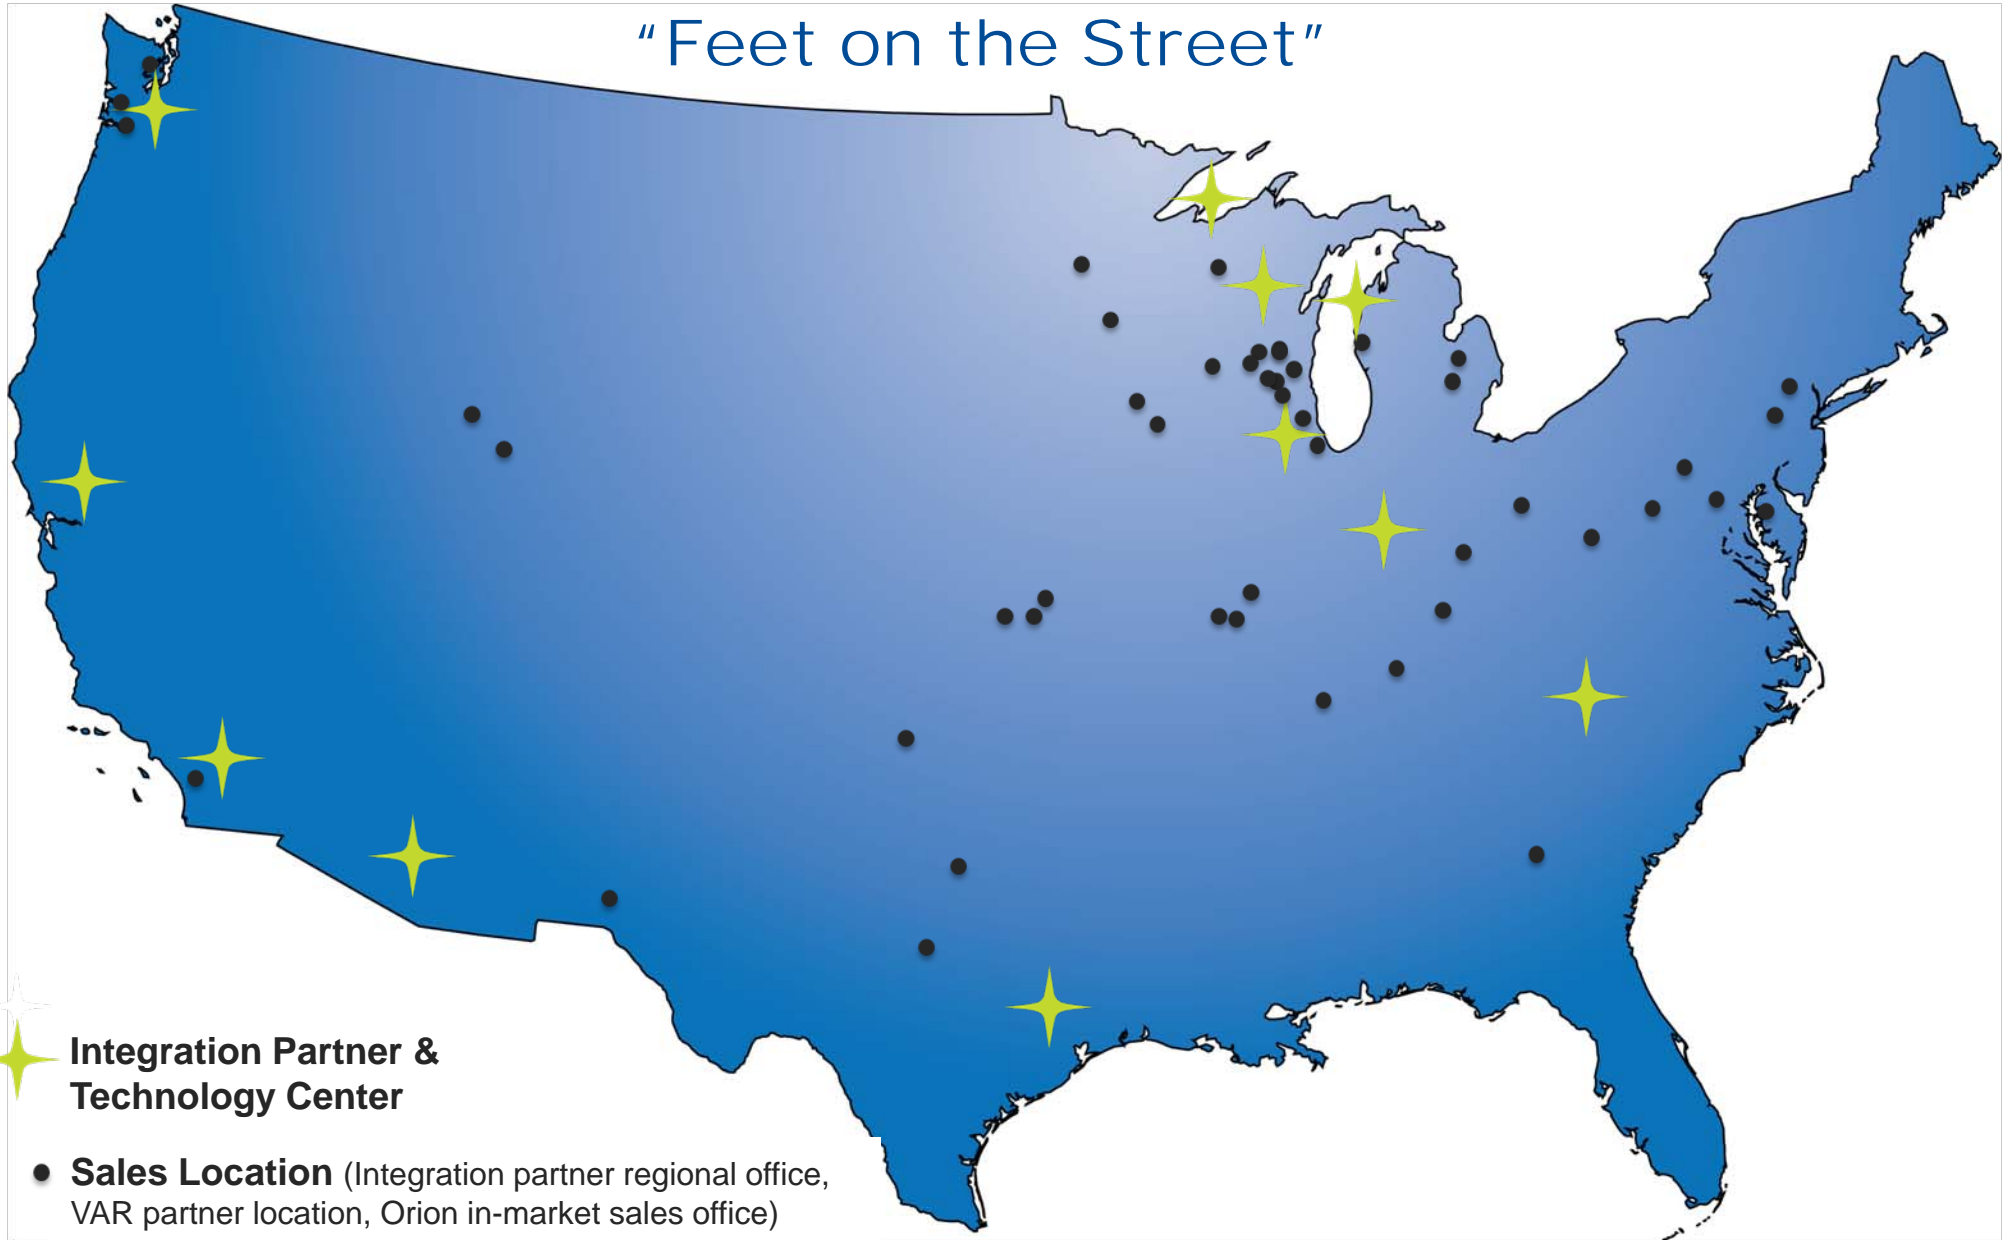 “Feet on the Street”
Integration Partner &
Technology Center
Sales Location (Integration partner regional office,
VAR partner location, Orion in-market sales office)